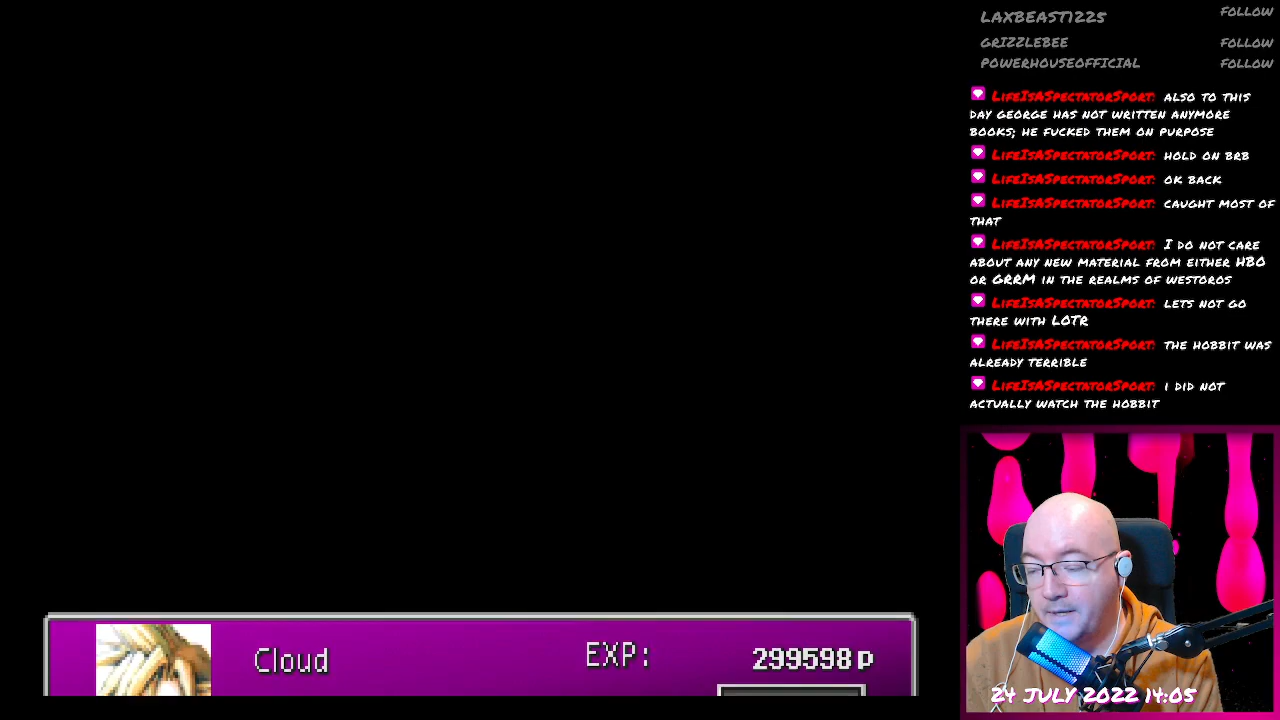 LAXBEAST1225 FOLLOW
GRIZZLEBEE FOLLOW
POWERHOUSEOFFICIAL FOLLOW
LIFEISASPECTATORSPORT: ALSO TO THIS
DAY GEORGE HAS NOT WRITTEN ANYMORE
BOOKS; HE FUCKED THEM ON PURPOSE
LIFEISASPECTATORSPORT: HOLD ON BRB
LIFEISASPECTATORSPORT: OK BACK
LIFEISASPECTATORSPORT: CAUGHT MOST OF
THAT
LIFEISASPECTATORSPORT: I DO NOT CARE
ABOUT ANY NEW MATERIAL FROM EITHER HBO
OR GRRM IN THE REALMS OF WESTOROS
LIFEISASPECTATORSPORT: LETS NOT GO
THERE WITH LOTR
LIFEISASPECTATORSPORT: THE HOBBIT WAS
ALREADY TERRIBLE
LIFEISASPECTATORSPORT: I DID NOT
ACTUALLY WATCH THE HOBBIT
Cloud EXP: 299598 p
24 JULY 2022 14:05